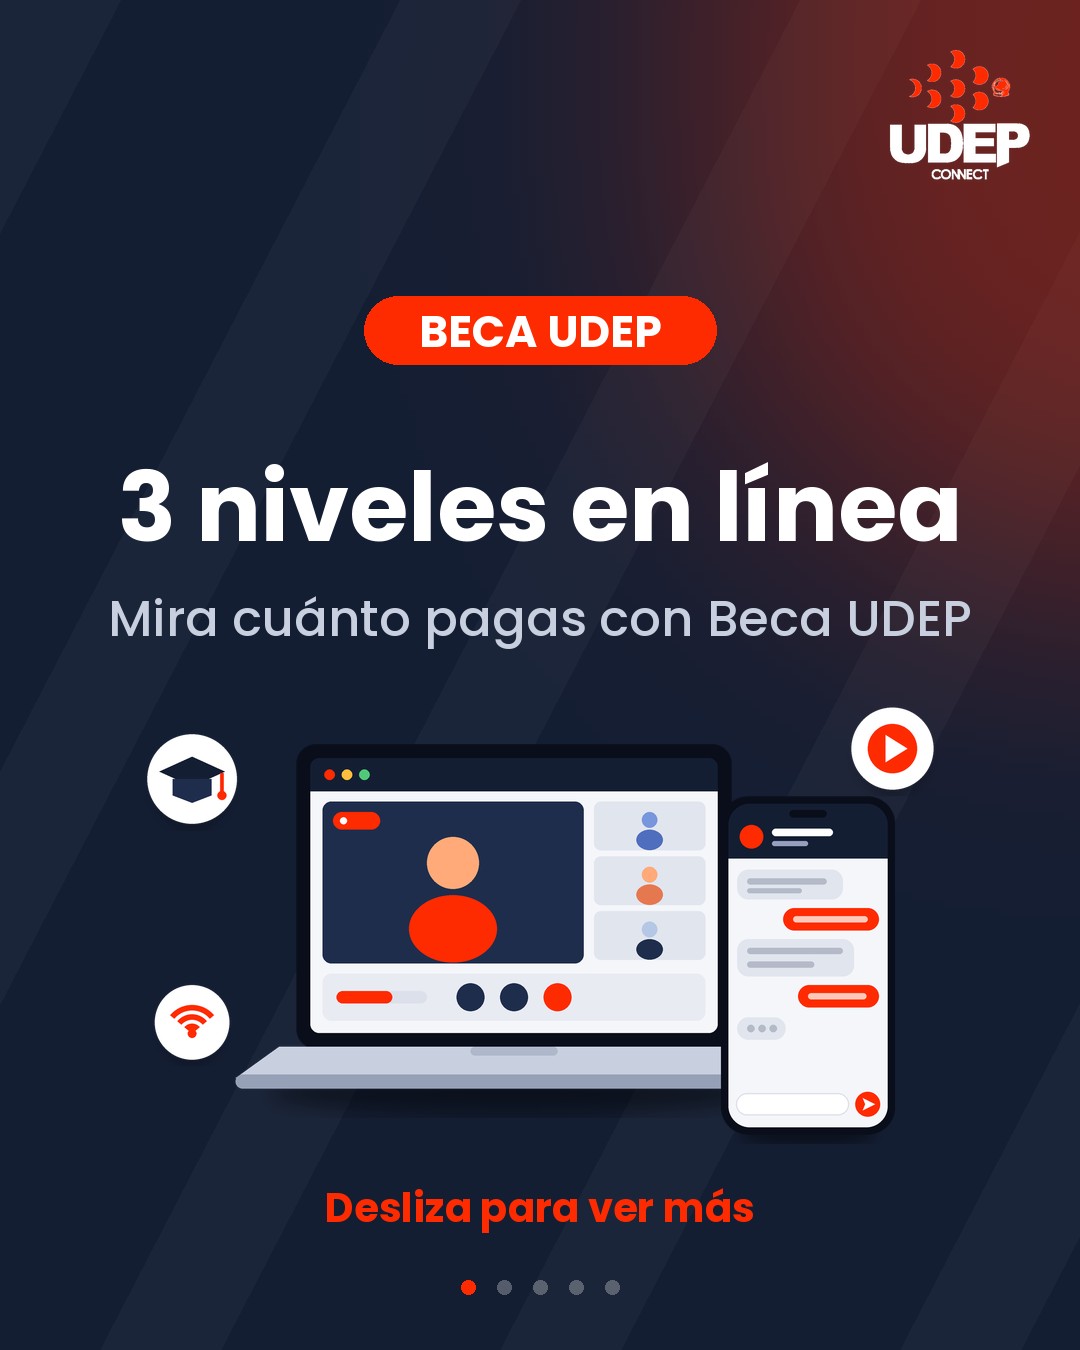 UDEP
CONNECT
BECA UDEP
3 niveles en línea
Mira cuánto pagas con Beca UDEP
Desliza para ver más